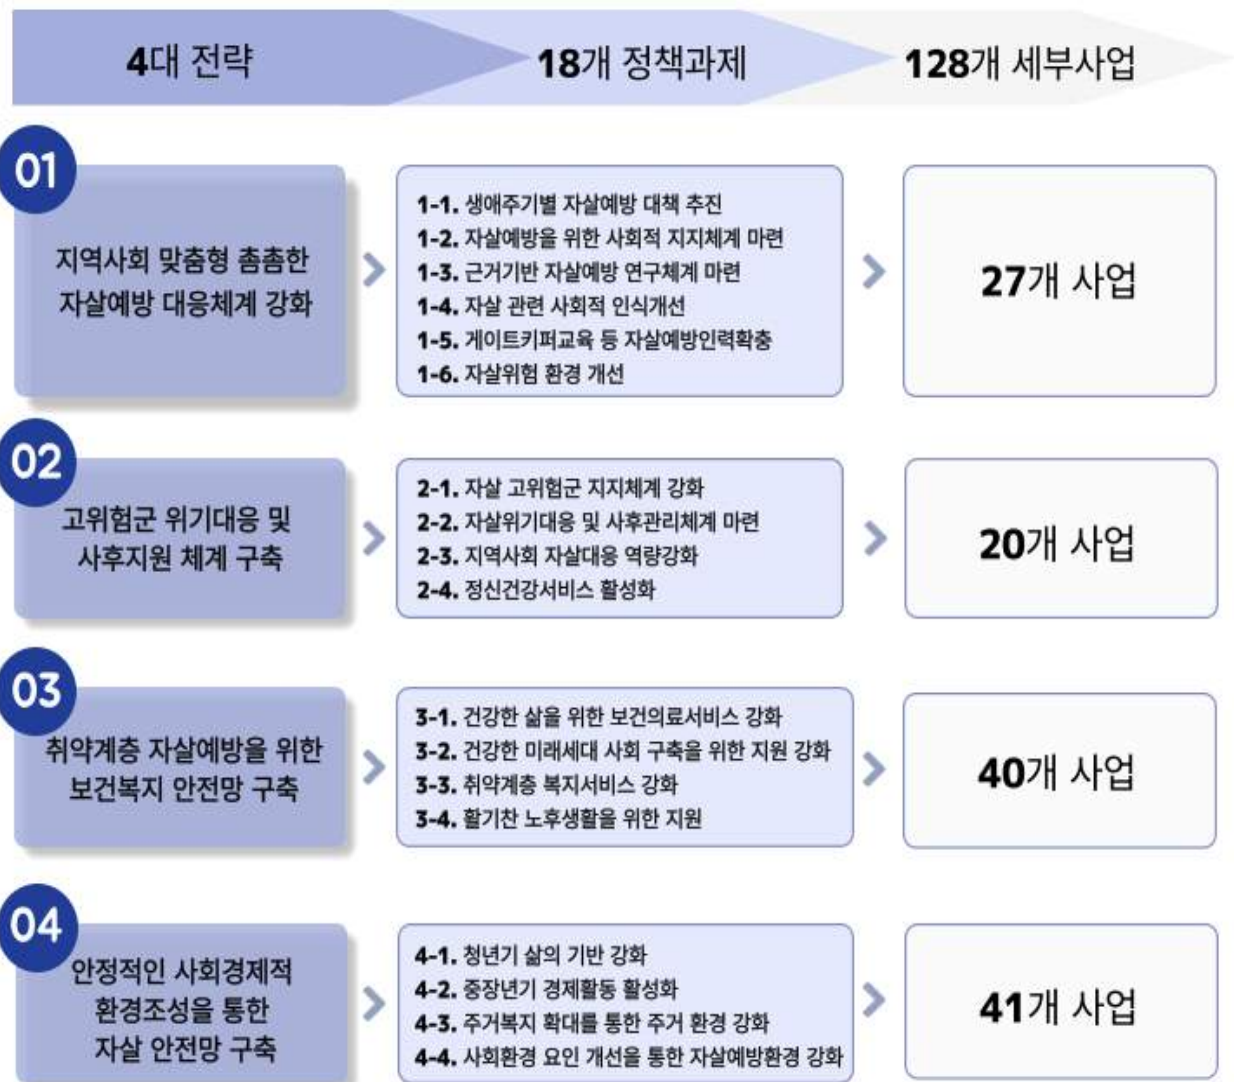 4대 전략
18개 정책과제
128개 세부사업
01
지역사회 맞춤형 촘촘한
자살예방 대응체계 강화
1-1. 생애주기별 자살예방 대책 추진
1-2. 자살예방을 위한 사회적 지지체계 마련
1-3. 근거기반 자살예방 연구체계 마련
1-4. 자살 관련 사회적 인식개선
1-5. 게이트키퍼교육 등 자살예방인력확충
1-6. 자살위험 환경 개선
27개 사업
02
고위험군 위기대응 및
사후지원 체계 구축
2-1. 자살 고위험군 지지체계 강화
2-2. 자살위기대응 및 사후관리체계 마련
2-3. 지역사회 자살대응 역량강화
2-4. 정신건강서비스 활성화
20개 사업
03
취약계층 자살예방을 위한
보건복지 안전망 구축
3-1. 건강한 삶을 위한 보건의료서비스 강화
3-2. 건강한 미래세대 사회 구축을 위한 지원 강화
3-3. 취약계층 복지서비스 강화
3-4. 활기찬 노후생활을 위한 지원
40개 사업
04
안정적인 사회경제적
환경조성을 통한
자살 안전망 구축
4-1. 청년기 삶의 기반 강화
4-2. 중장년기 경제활동 활성화
4-3. 주거복지 확대를 통한 주거 환경 강화
4-4. 사회환경 요인 개선을 통한 자살예방환경 강화
41개 사업